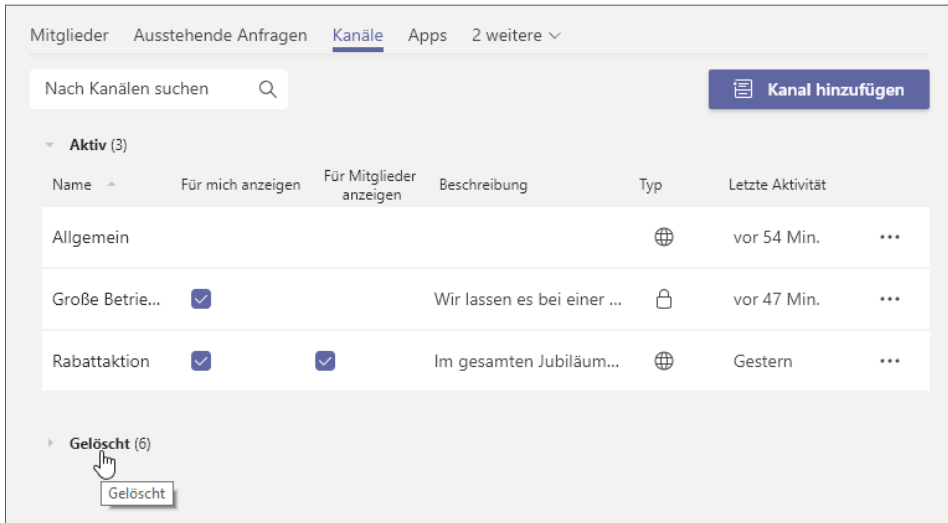 Mitglieder Ausstehende Anfragen Kanäle Apps 2 weitere
Nach Kanälen suchen
Kanal hinzufügen
Aktiv (3)
Name Für mich anzeigen Für Mitglieder anzeigen Beschreibung Typ Letzte Aktivität
Allgemein vor 54 Min. ...
Große Betrie... Wir lassen es bei einer ... vor 47 Min. ...
Rabattaktion Im gesamten Jubiläum... Gestern ...
Gelöscht (6)
Gelöscht